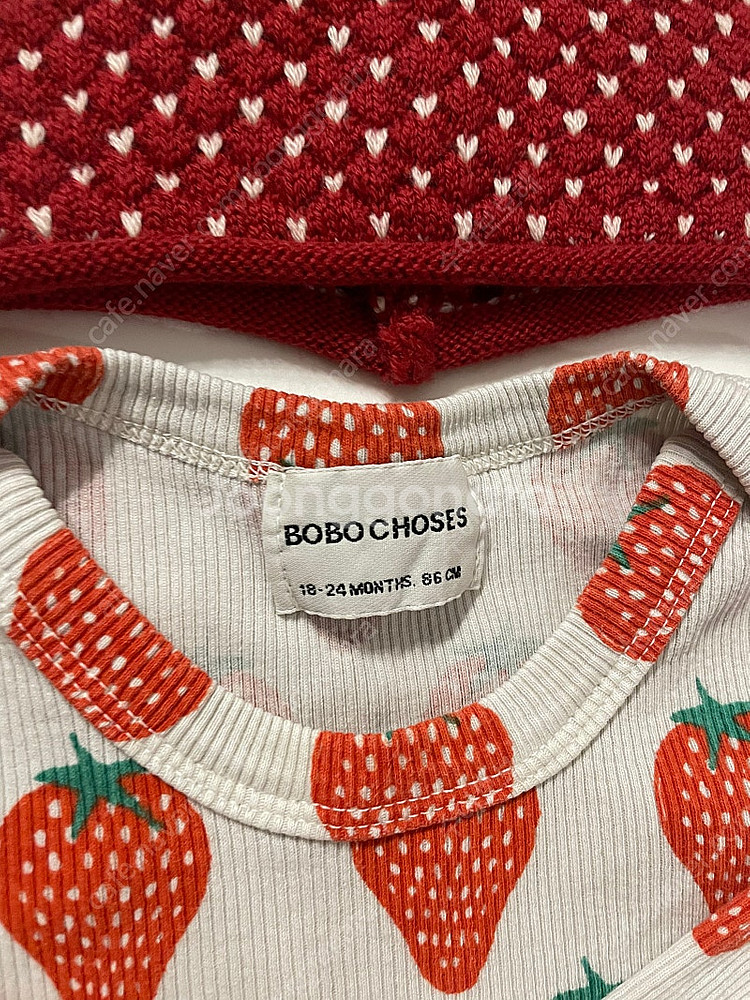 BOBO CHOSES
18-24 MONTHS. 86 CM